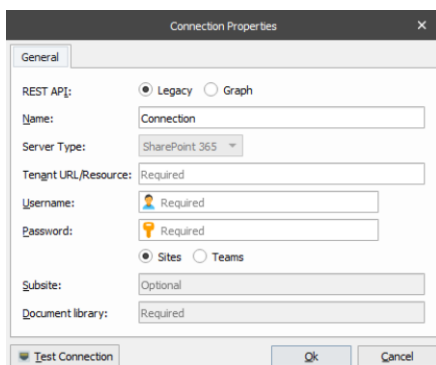 Connection Properties
General
REST API: Legacy Graph
Name: Connection
Server Type: SharePoint 365
Tenant URL/Resource: Required
Username: Required
Password: Required
Sites Teams
Subsite: Optional
Document library: Required
Test Connection Ok Cancel